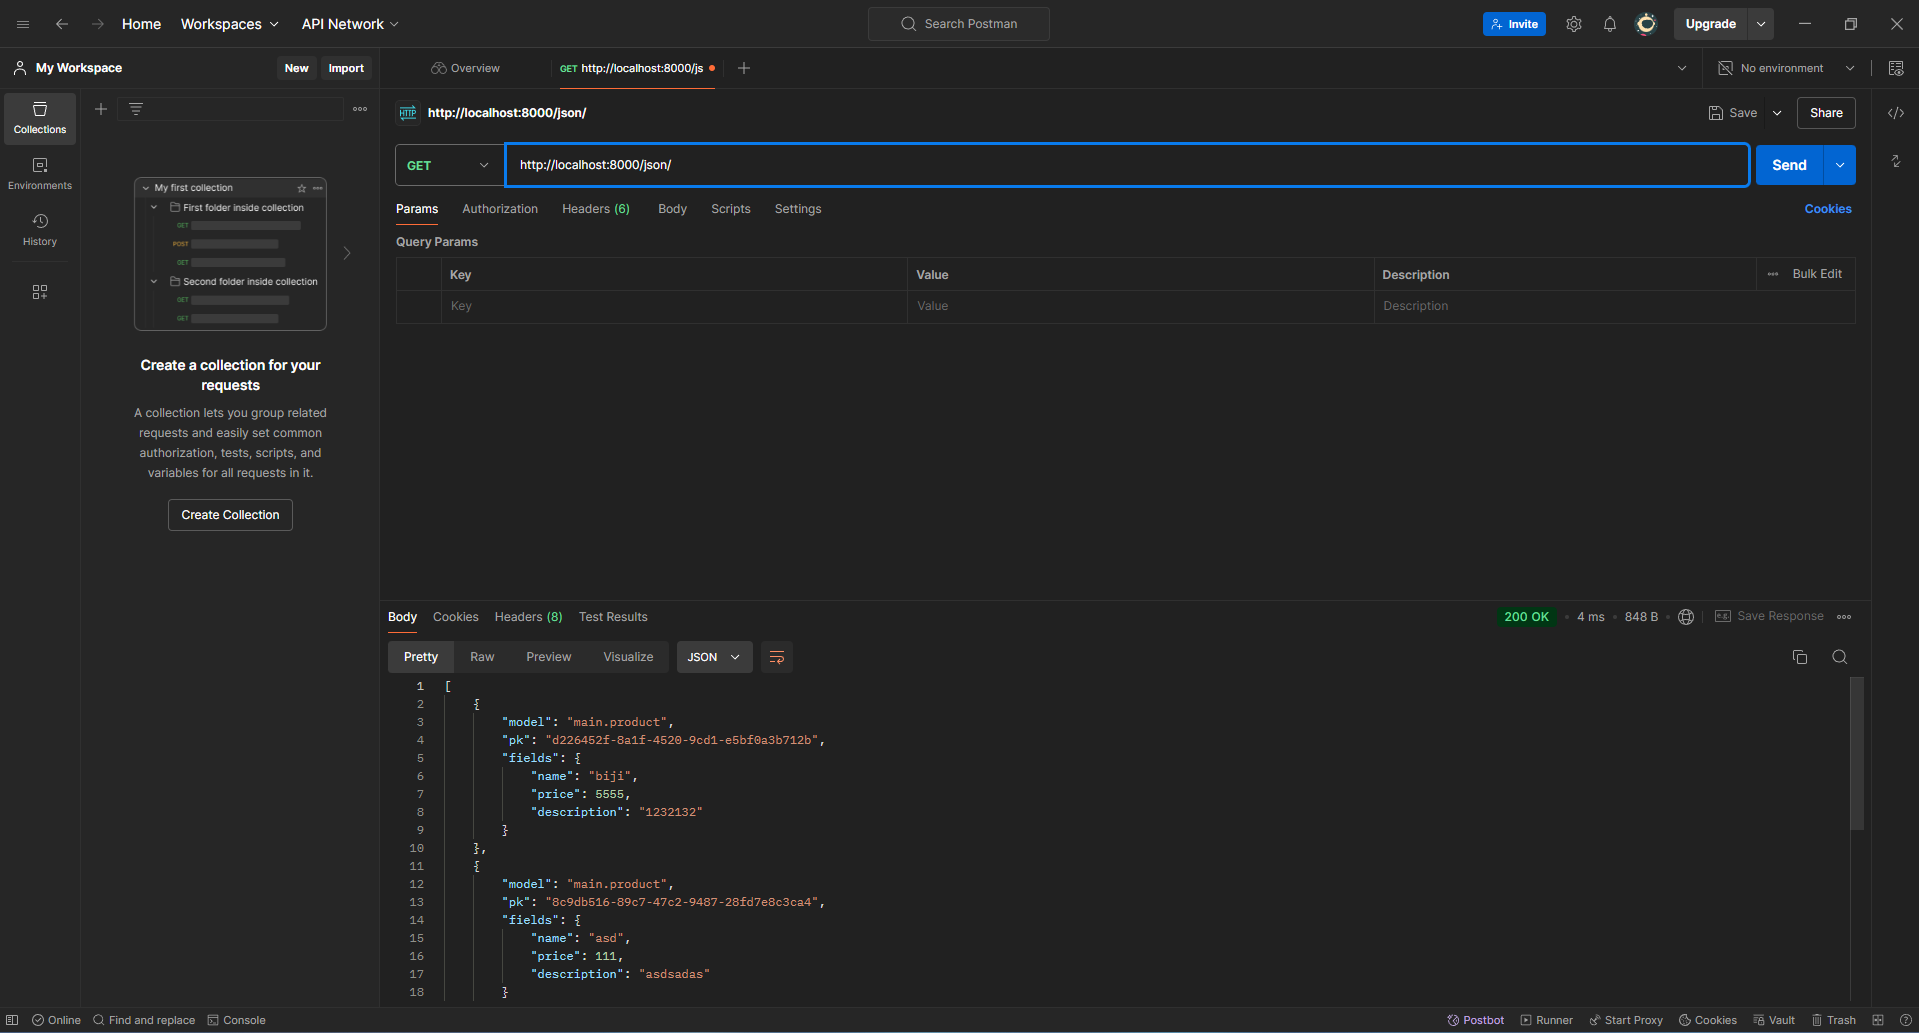 Home Workspaces API Network Search Postman Invite Upgrade
My Workspace New Import Overview GET http://localhost:8000/js No environment
Collections
Environments
History
My first collection
First folder inside collection
GET
POST
GET
Second folder inside collection
GET
GET
Create a collection for your
requests
A collection lets you group related
requests and easily set common
authorization, tests, scripts, and
variables for all requests in it.
Create Collection
HTTP http://localhost:8000/json/ Save Share
GET http://localhost:8000/json/ Send
Params Authorization Headers (6) Body Scripts Settings Cookies
Query Params
Key Value Description Bulk Edit
Key Value Description
Body Cookies Headers (8) Test Results 200 OK 4 ms 848 B e.g. Save Response
Pretty Raw Preview Visualize JSON
1 [
2 {
3 "model": "main.product",
4 "pk": "d226452f-8a1f-4520-9cd1-e5bf0a3b712b",
5 "fields": {
6 "name": "biji",
7 "price": 5555,
8 "description": "1232132"
9 }
10 },
11 {
12 "model": "main.product",
13 "pk": "8c9db516-89c7-47c2-9487-28fd7e8c3ca4",
14 "fields": {
15 "name": "asd",
16 "price": 111,
17 "description": "asdsadas"
18 }
Online Find and replace Console Postbot Runner Start Proxy Cookies Vault Trash